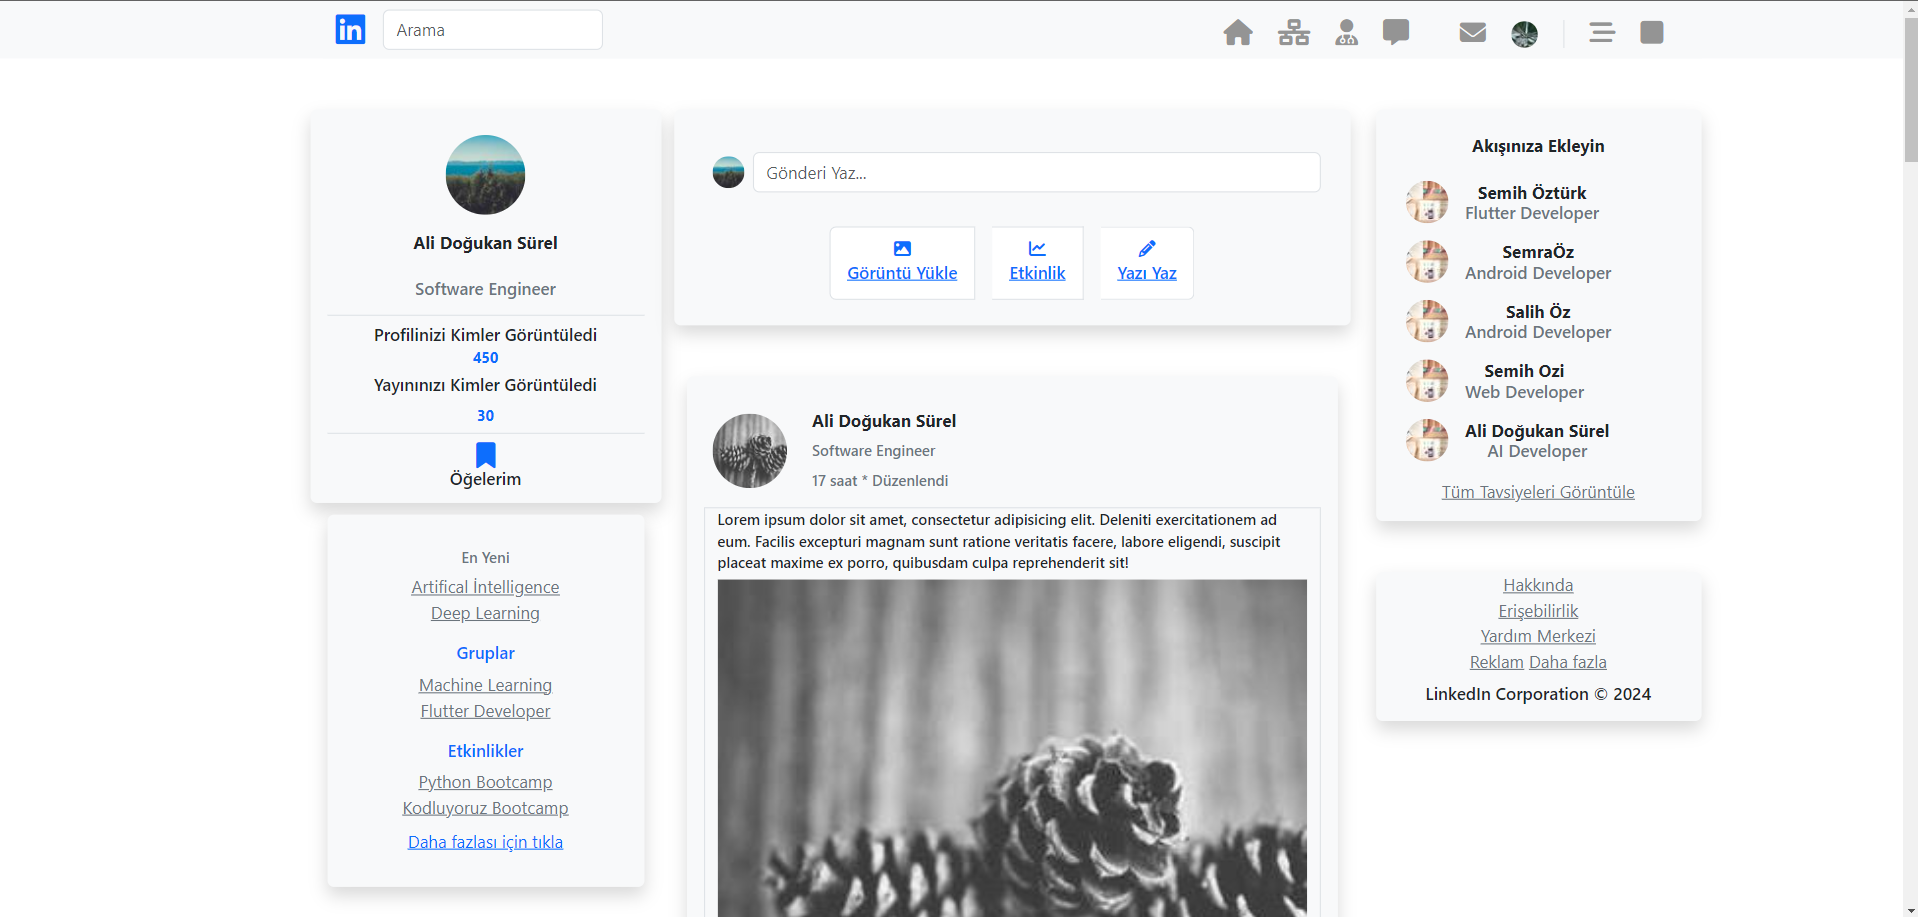 in
Arama
Ali Doğukan Sürel
Software Engineer
Profilinizi Kimler Görüntüledi
450
Yayınınızı Kimler Görüntüledi
30
Öğelerim
En Yeni
Artifical İntelligence
Deep Learning
Gruplar
Machine Learning
Flutter Developer
Etkinlikler
Python Bootcamp
Kodluyoruz Bootcamp
Daha fazlası için tıkla
Gönderi Yaz...
Görüntü Yükle
Etkinlik
Yazı Yaz
Ali Doğukan Sürel
Software Engineer
17 saat * Düzenlendi
Lorem ipsum dolor sit amet, consectetur adipisicing elit. Deleniti exercitationem ad
eum. Facilis excepturi magnam sunt ratione veritatis facere, labore eligendi, suscipit
placeat maxime ex porro, quibusdam culpa reprehenderit sit!
Akışınıza Ekleyin
Semih Öztürk
Flutter Developer
SemraÖz
Android Developer
Salih Öz
Android Developer
Semih Ozi
Web Developer
Ali Doğukan Sürel
AI Developer
Tüm Tavsiyeleri Görüntüle
Hakkında
Erişebilirlik
Yardım Merkezi
Reklam Daha fazla
LinkedIn Corporation © 2024